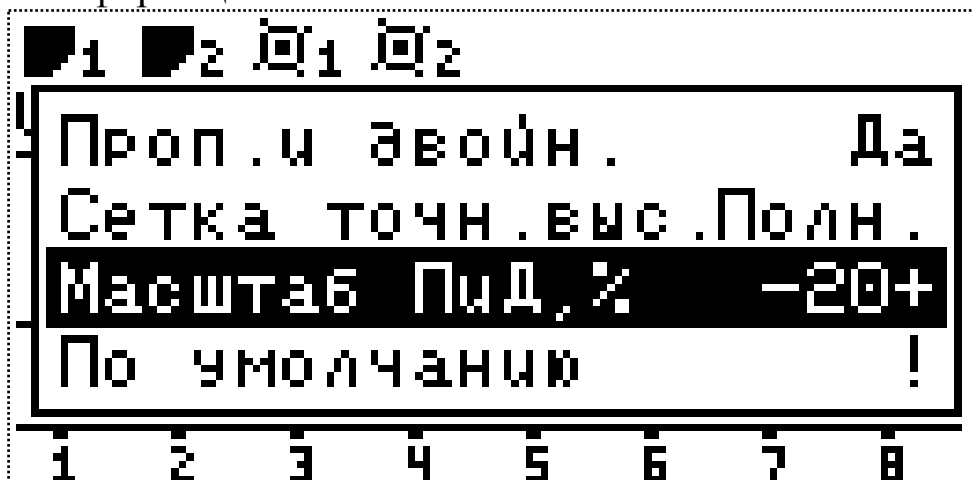 1 2 1 2
Проп.и двойн. Да
Сетка точн.выс.Полн.
Масштаб ПиД,% -20+
По умолчанию !
1 2 3 4 5 6 7 8